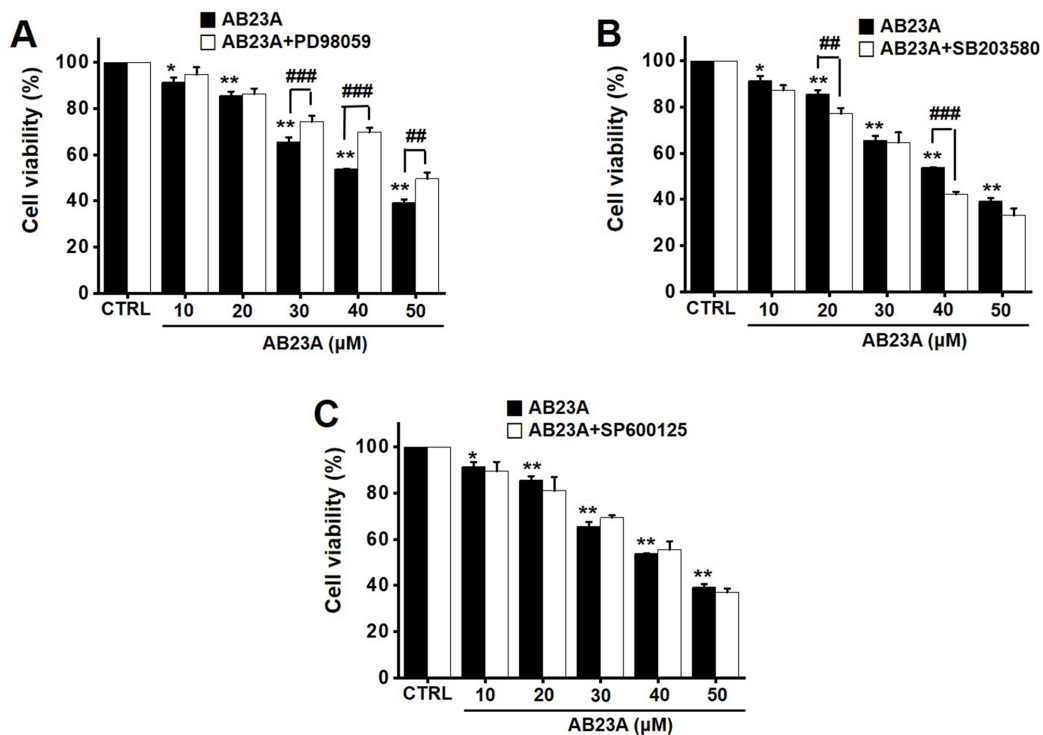 A
AB23A
AB23A+PD98059
Cell viability (%)
100
80
60
40
20
0
* ** ** ** **
### ### ##
CTRL 10 20 30 40 50
AB23A (µM)
B
AB23A
AB23A+SB203580
Cell viability (%)
100
80
60
40
20
0
* ** ** ** **
## ###
CTRL 10 20 30 40 50
AB23A (µM)
C
AB23A
AB23A+SP600125
Cell viability (%)
100
80
60
40
20
0
* ** ** ** **
CTRL 10 20 30 40 50
AB23A (µM)